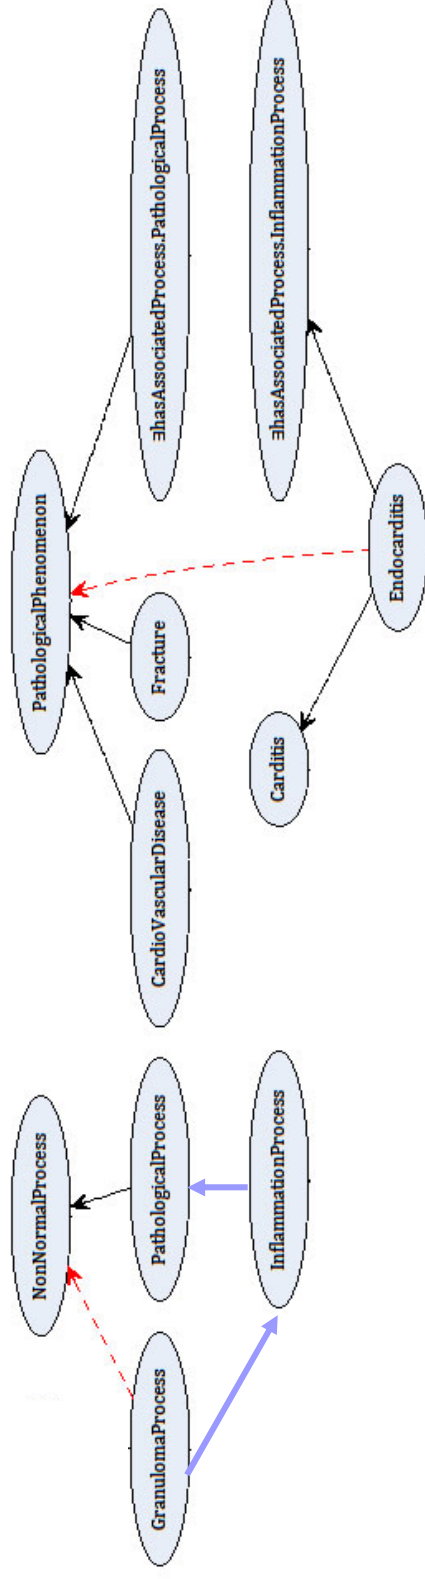 NonNormalProcess
PathologicalPhenomenon
GranulomaProcess
PathologicalProcess
CardioVascularDisease
Fracture
∃hasAssociatedProcess.PathologicalProcess
InflammationProcess
Carditis
∃hasAssociatedProcess.InflammationProcess
Endocarditis